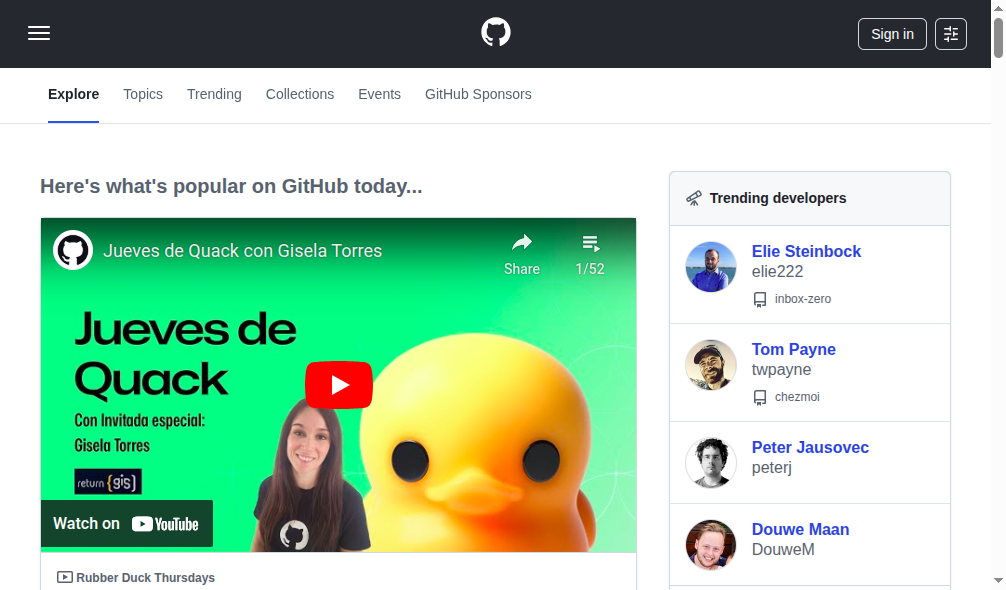 Sign in
Explore
Topics
Trending
Collections
Events
GitHub Sponsors
Here's what's popular on GitHub today...
Jueves de Quack con Gisela Torres
Share
1/52
Jueves de
Quack
Con Invitada especial:
Gisela Torres
return {gis}
Watch on YouTube
Rubber Duck Thursdays
Trending developers
Elie Steinbock
elie222
inbox-zero
Tom Payne
twpayne
chezmoi
Peter Jausovec
peterj
Douwe Maan
DouweM